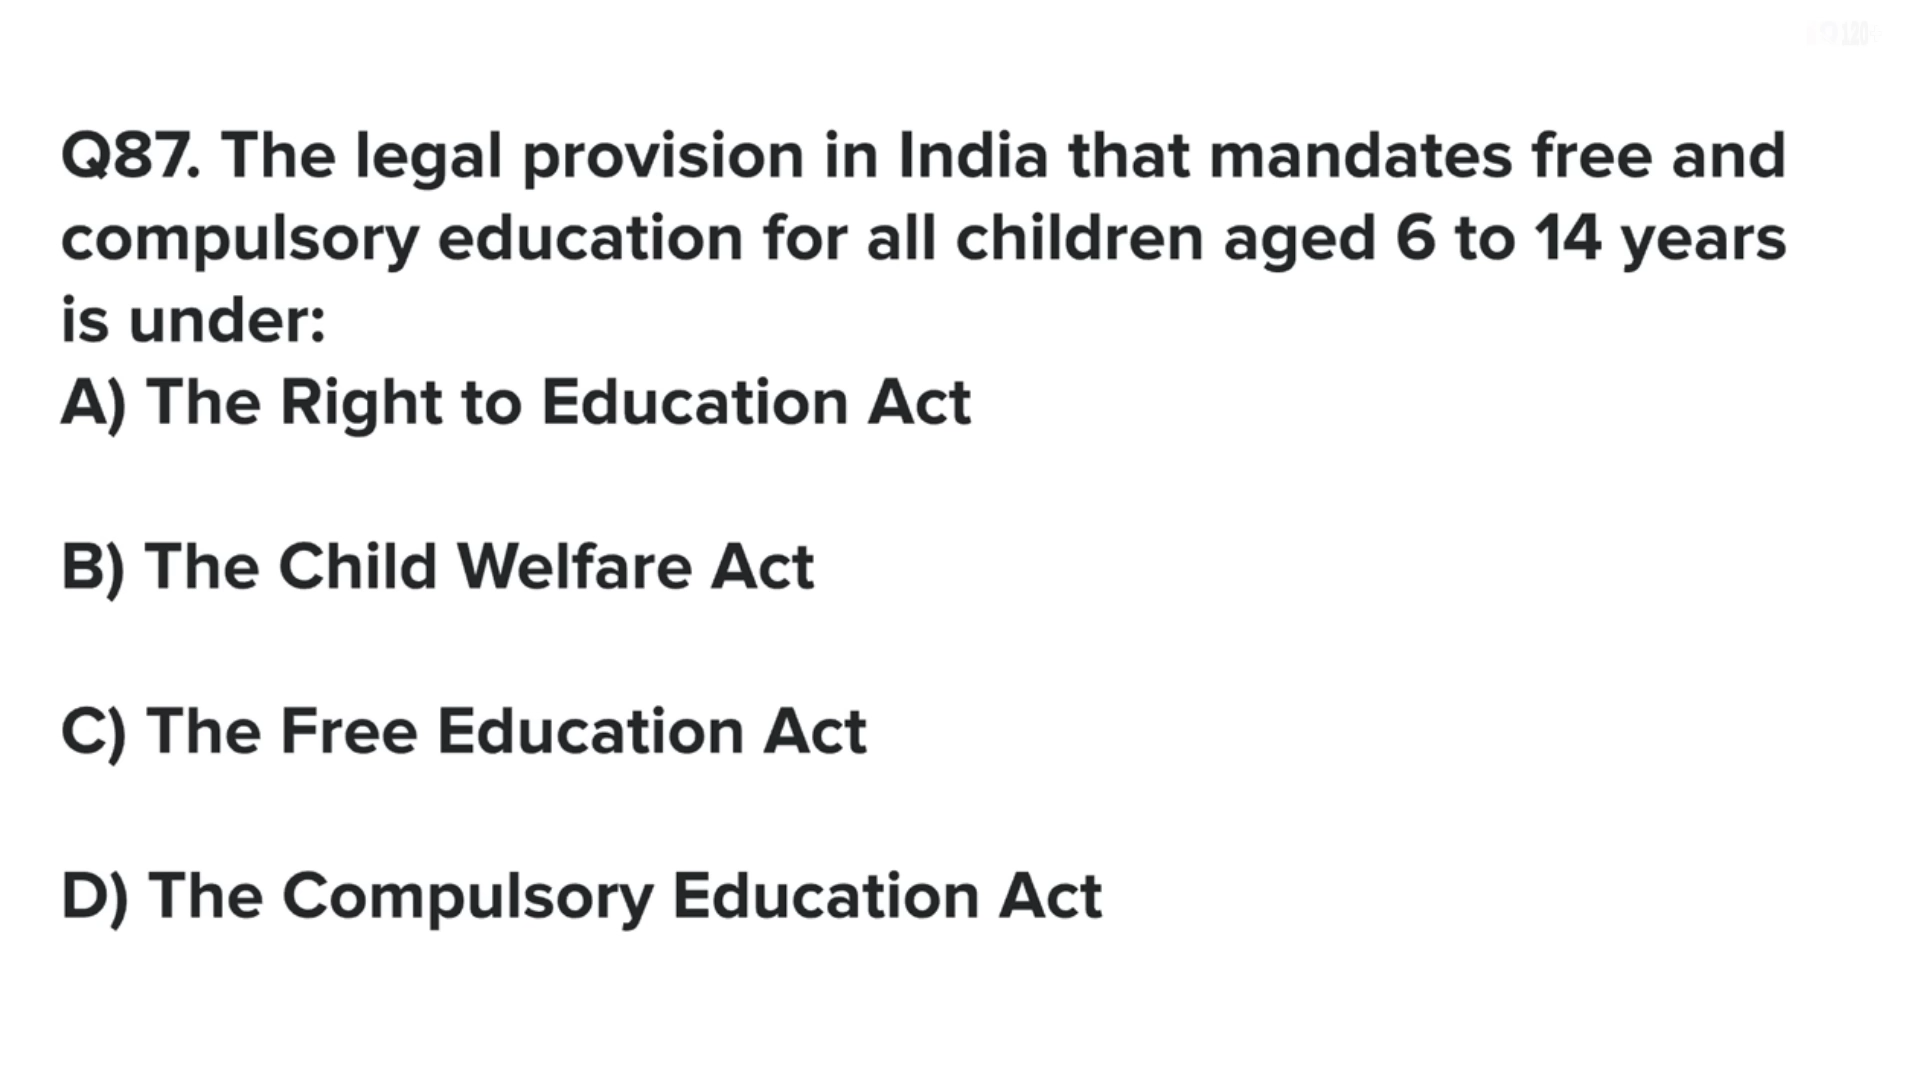 Q87. The legal provision in India that mandates free and
compulsory education for all children aged 6 to 14 years
is under:
A) The Right to Education Act
B) The Child Welfare Act
C) The Free Education Act
D) The Compulsory Education Act